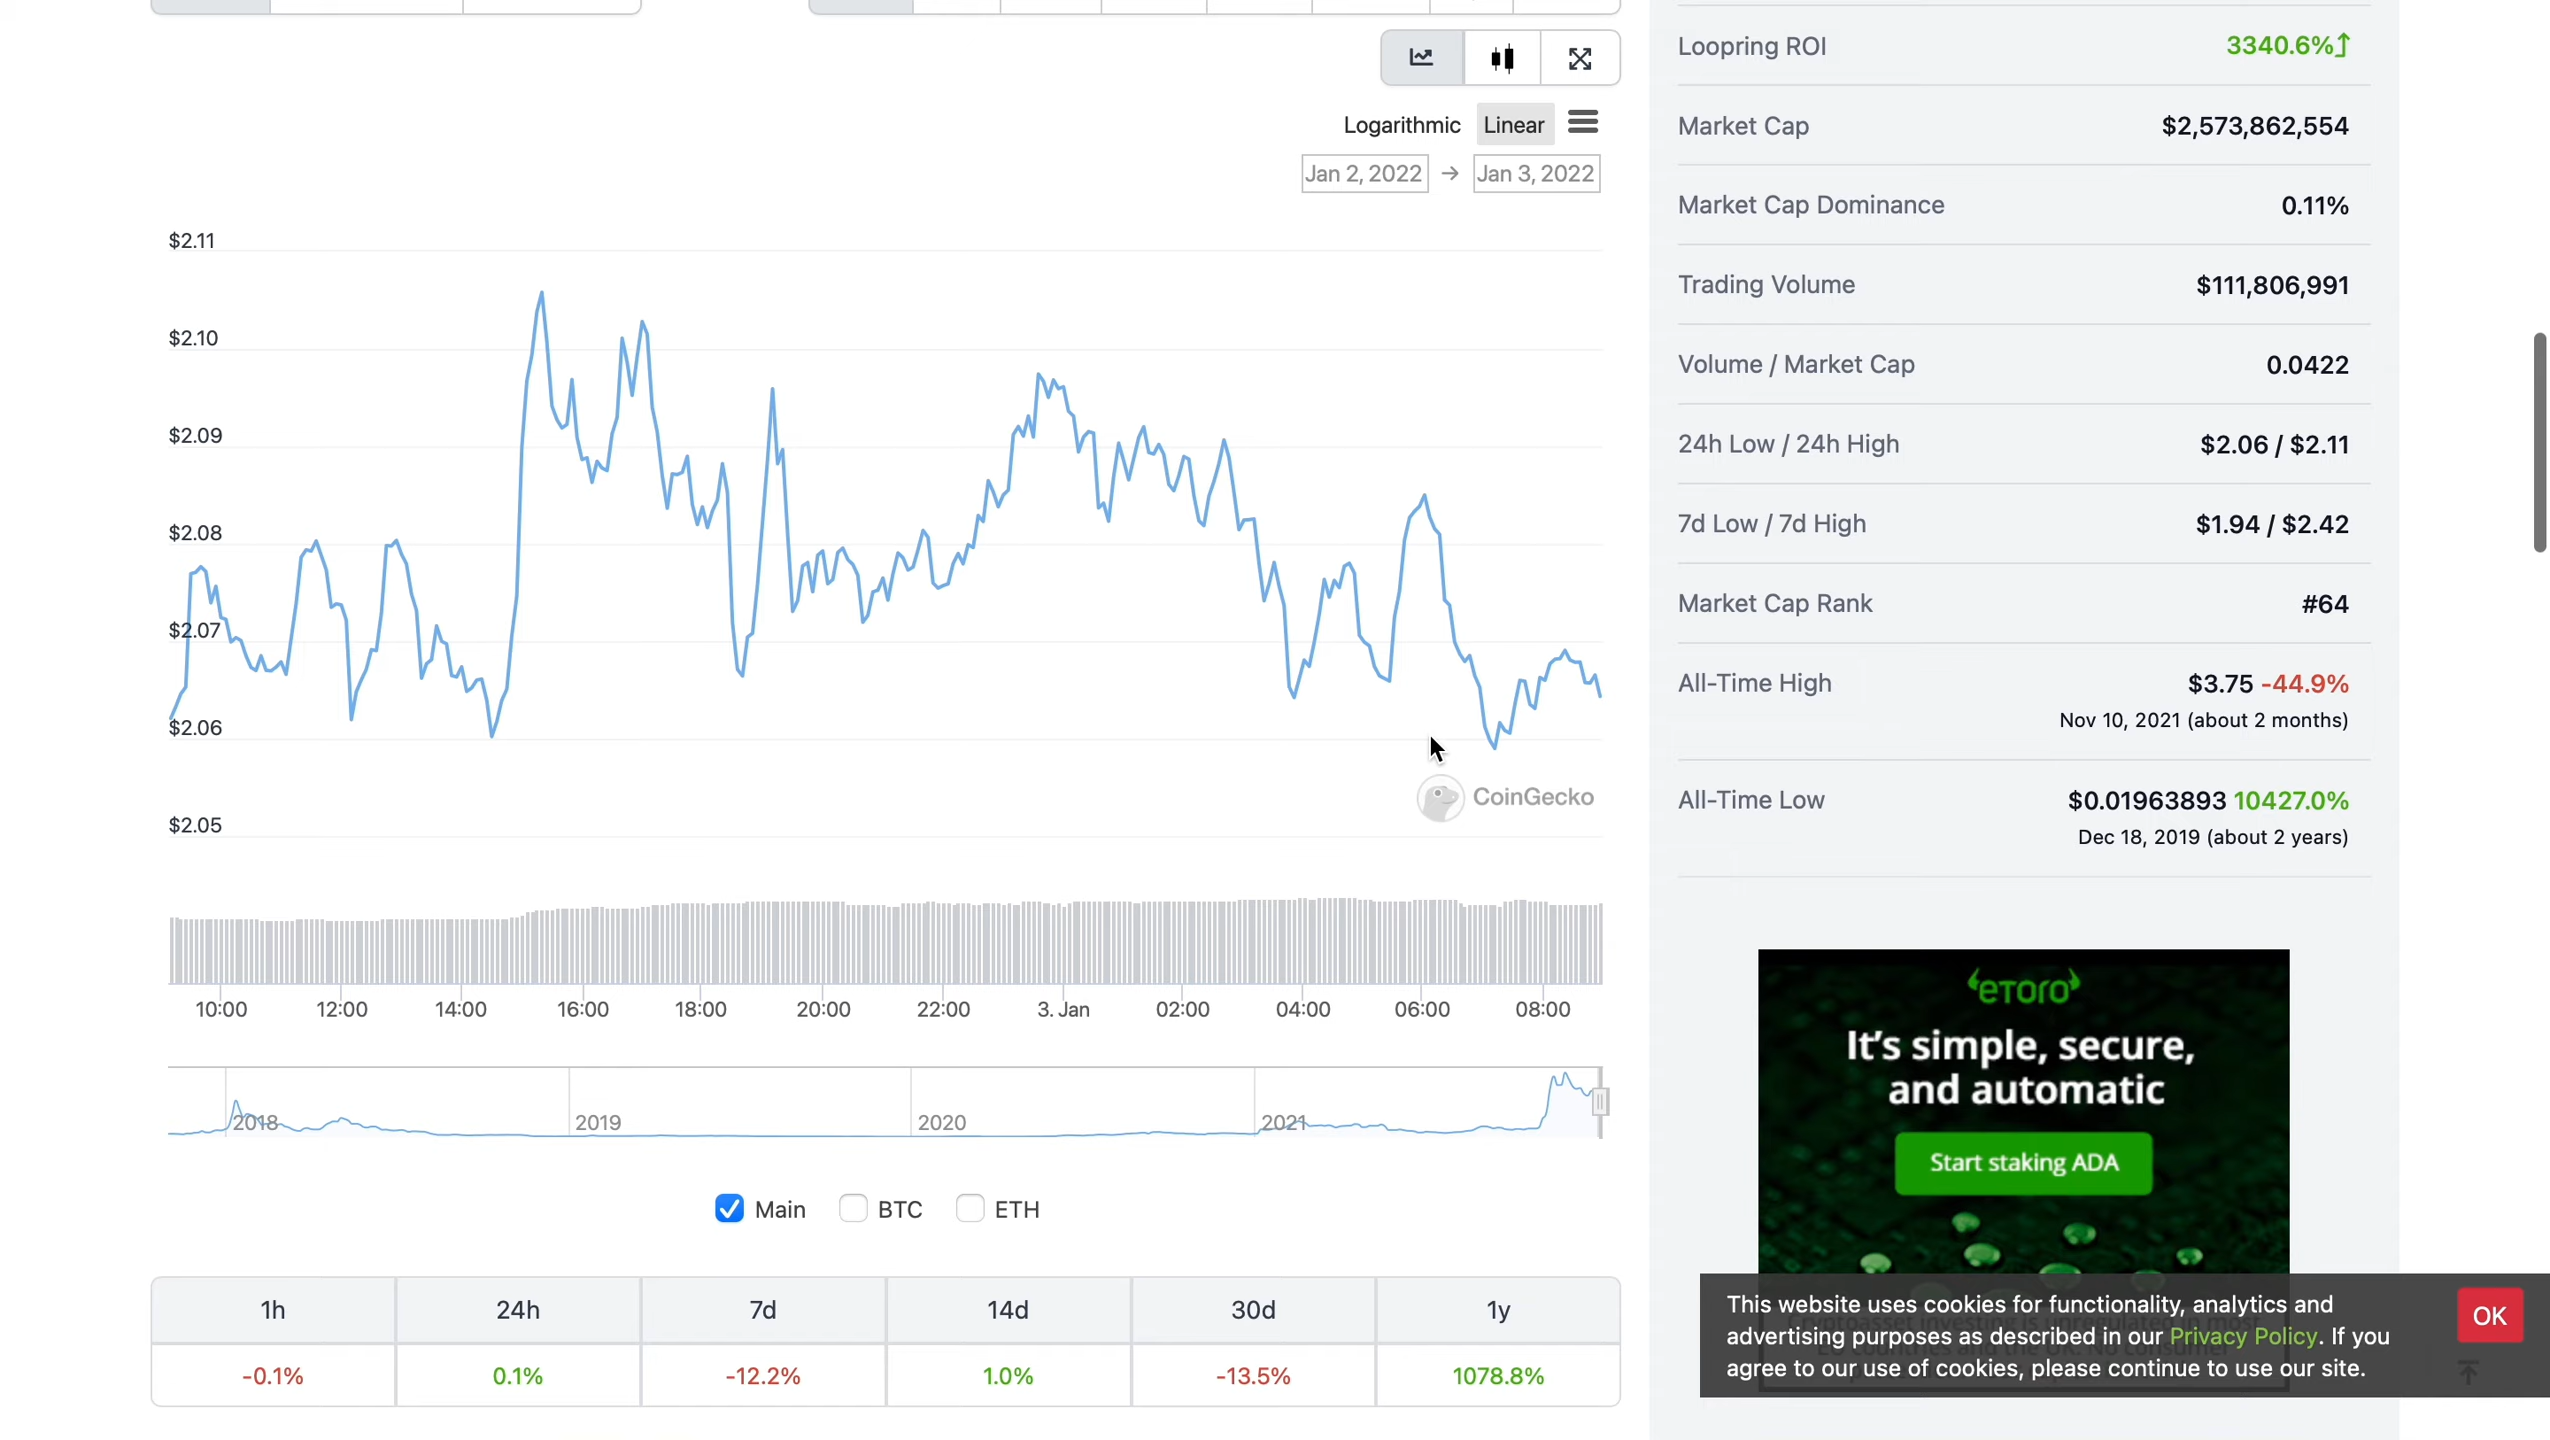 Logarithmic Linear
Jan 2, 2022 → Jan 3, 2022
$2.11
$2.10
$2.09
$2.08
$2.07
$2.06
$2.05
CoinGecko
10:00 12:00 14:00 16:00 18:00 20:00 22:00 3. Jan 02:00 04:00 06:00 08:00
2018 2019 2020 2021
Main BTC ETH
1h 24h 7d 14d 30d 1y
-0.1% 0.1% -12.2% 1.0% -13.5% 1078.8%
Loopring ROI 3340.6%
Market Cap $2,573,862,554
Market Cap Dominance 0.11%
Trading Volume $111,806,991
Volume / Market Cap 0.0422
24h Low / 24h High $2.06 / $2.11
7d Low / 7d High $1.94 / $2.42
Market Cap Rank #64
All-Time High $3.75 -44.9%
Nov 10, 2021 (about 2 months)
All-Time Low $0.01963893 10427.0%
Dec 18, 2019 (about 2 years)
eToro
It's simple, secure,
and automatic
Start staking ADA
This website uses cookies for functionality, analytics and
advertising purposes as described in our Privacy Policy. If you
agree to our use of cookies, please continue to use our site.
OK